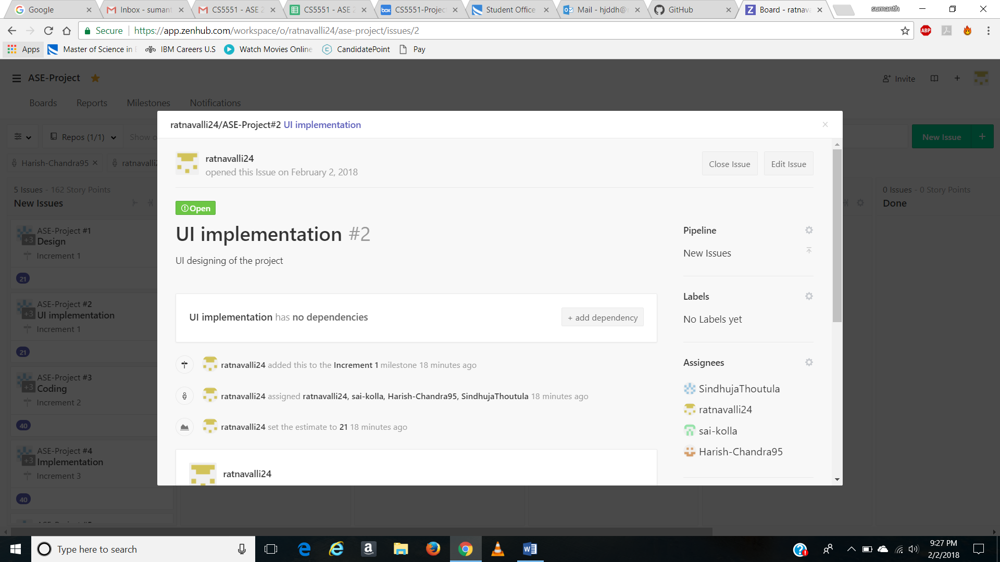 Google
Inbox - suman
CS5551 - ASE 2
CS5551 - ASE 2
CS5551-Projec
Student Office
Mail - hjddh@
GitHub
Board - ratnava
sumanth
Secure
https://app.zenhub.com/workspace/o/ratnavalli24/ase-project/issues/2
ABP
Apps
Master of Science in
IBM Careers U.S
Watch Movies Online
CandidatePoint
Pay
ASE-Project
Invite
Boards
Reports
Milestones
Notifications
ratnavalli24/ASE-Project#2 UI implementation
Repos (1/1)
Show o
New Issue
Harish-Chandra95
ratnavalli2
ratnavalli24
opened this Issue on February 2, 2018
Close Issue
Edit Issue
5 Issues - 162 Story Points
New Issues
0 Issues - 0 Story Points
Done
Open
UI implementation #2
UI designing of the project
Pipeline
New Issues
Labels
No Labels yet
UI implementation has no dependencies
+ add dependency
ratnavalli24 added this to the Increment 1 milestone 18 minutes ago
ratnavalli24 assigned ratnavalli24, sai-kolla, Harish-Chandra95, SindhujaThoutula 18 minutes ago
ratnavalli24 set the estimate to 21 18 minutes ago
ratnavalli24
Assignees
SindhujaThoutula
ratnavalli24
sai-kolla
Harish-Chandra95
ASE-Project #1
+3
Design
Increment 1
21
ASE-Project #2
+3
UI implementation
Increment 1
21
ASE-Project #3
+3
Coding
Increment 2
40
ASE-Project #4
+3
Implementation
Increment 3
40
Type here to search
9:27 PM
2/2/2018